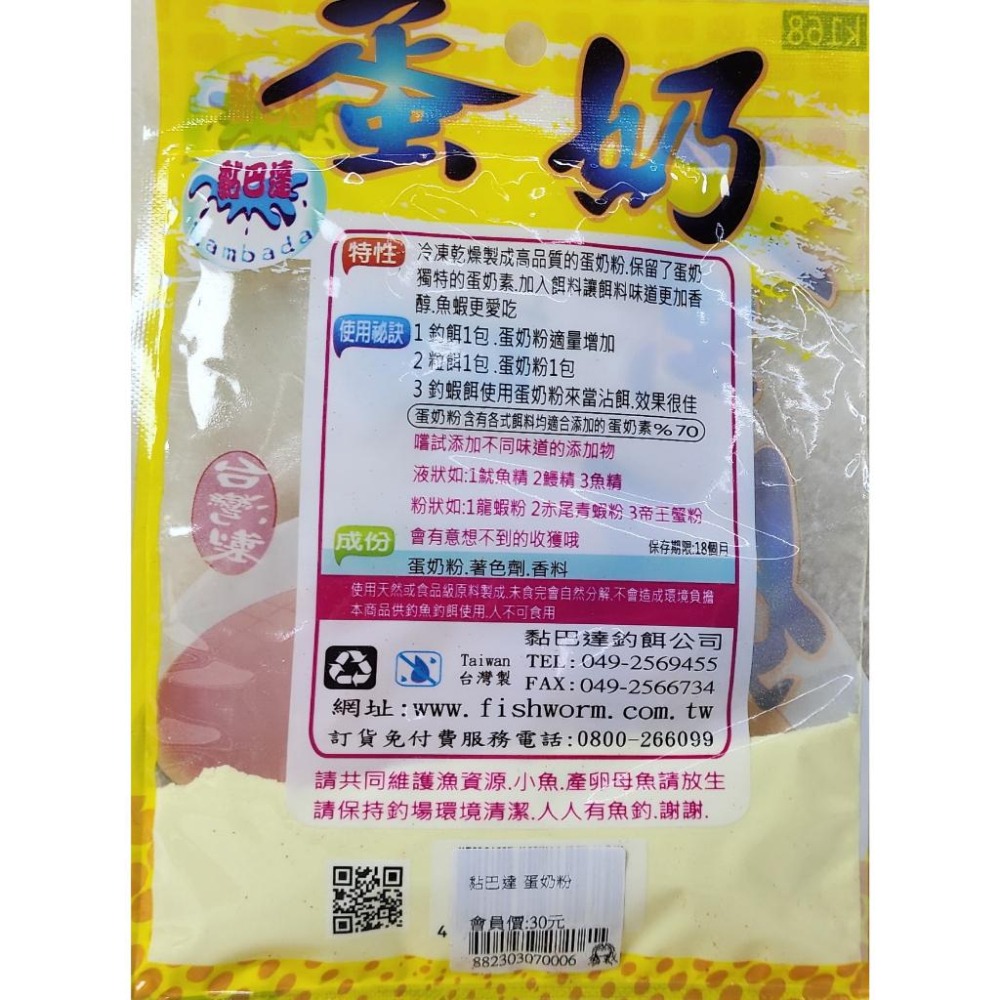 蛋奶
k168
黏巴達
Lambada
特性
冷凍乾燥製成高品質的蛋奶粉.保留了蛋奶
獨特的蛋奶素.加入餌料讓餌料味道更加香
醇.魚蝦更愛吃
使用祕訣
1 釣餌1包.蛋奶粉適量增加
2 粒餌1包.蛋奶粉1包
3 釣蝦餌使用蛋奶粉來當沾餌.效果很佳
蛋奶粉含有各式餌料均適合添加的蛋奶素%70
嚐試添加不同味道的添加物
液狀如:1魷魚精 2鰻精 3魚精
粉狀如:1龍蝦粉 2赤尾青蝦粉 3帝王蟹粉
會有意想不到的收獲哦
保存期限:18個月
成份
蛋奶粉.著色劑.香料
使用天然或食品級原料製成.未食完會自然分解.不會造成環境負擔
本商品供釣魚釣餌使用.人不可食用
黏巴達釣餌公司
Taiwan TEL:049-2569455
台灣製 FAX:049-2566734
網址:www.fishworm.com.tw
訂貨免付費服務電話:0800-266099
請共同維護漁資源.小魚.產卵母魚請放生
請保持釣場環境清潔.人人有魚釣.謝謝.
台灣凍
黏巴達 蛋奶粉
會員價:30元
4
882303070006